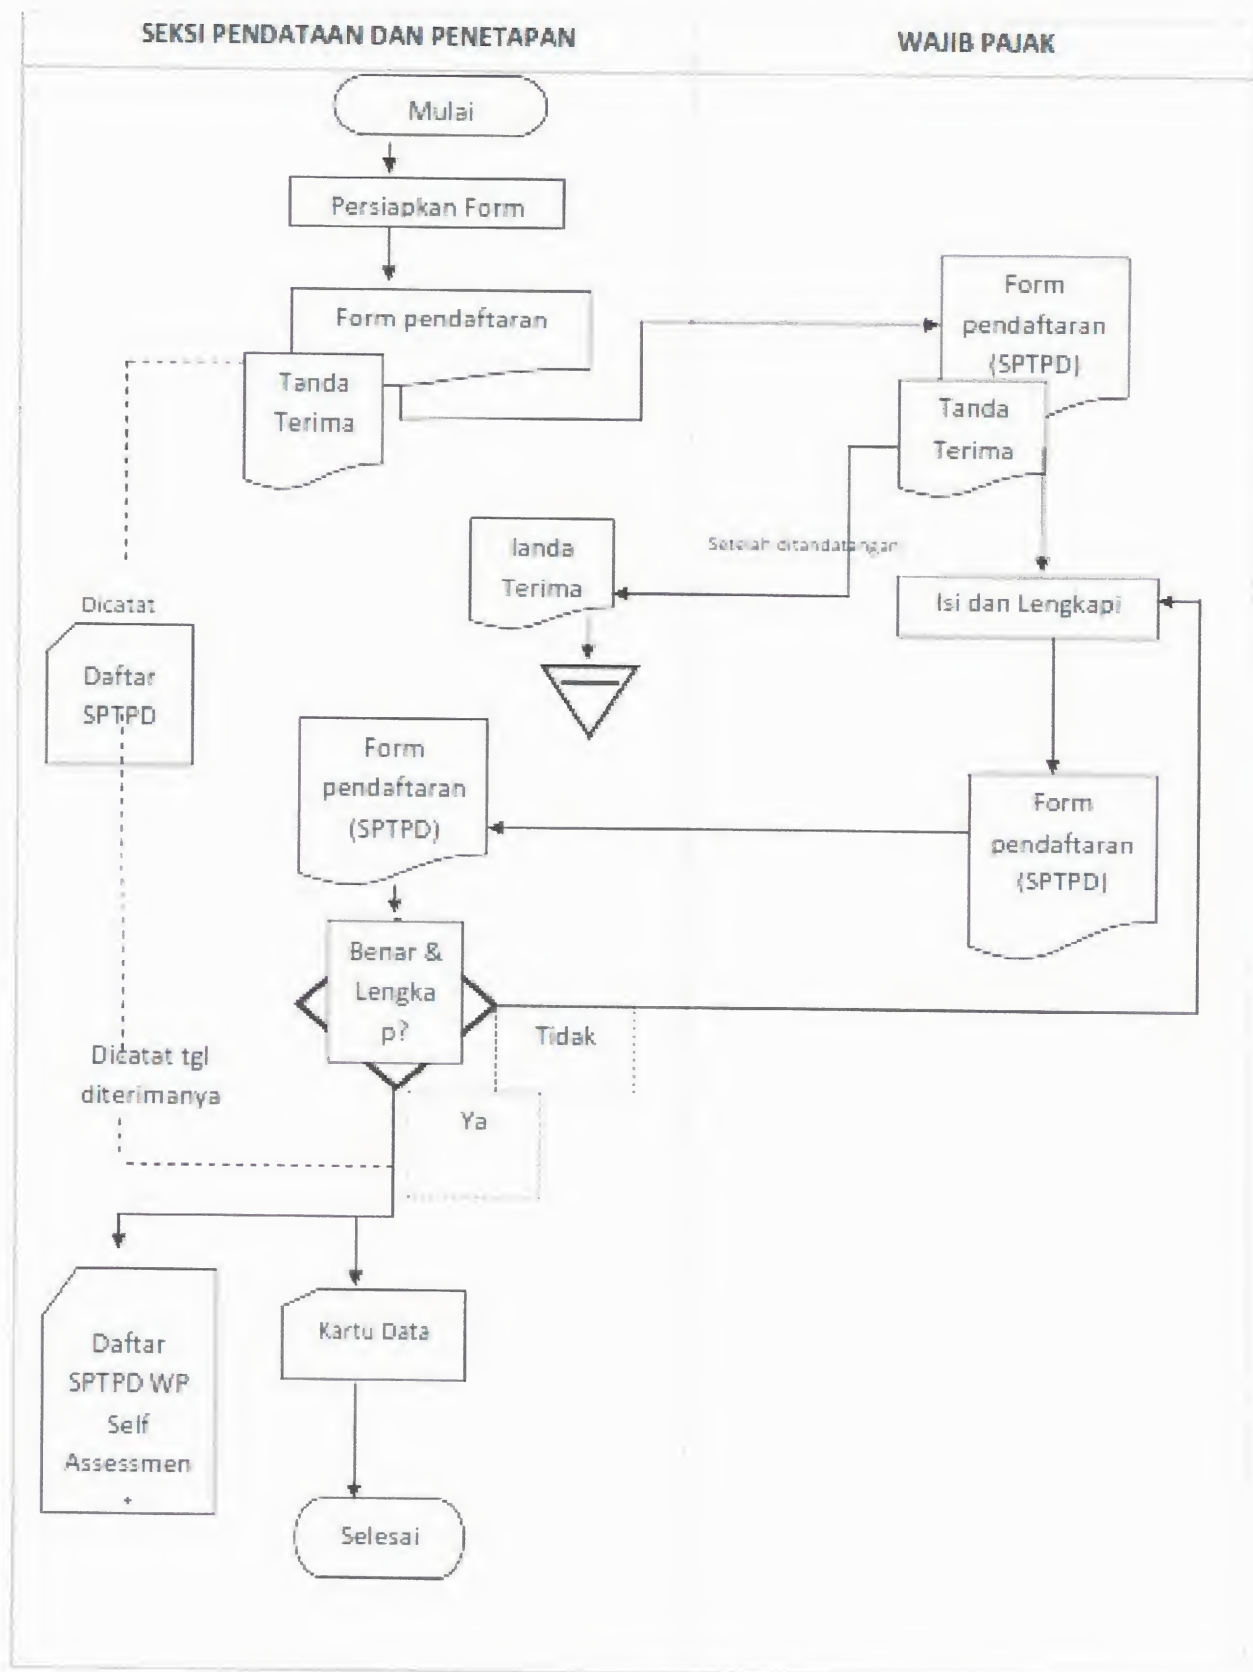 SEKSI PENDATAAN DAN PENETAPAN
WAJIB PAJAK
Mulai
Persiapkan Form
Form pendaftaran
Tanda
Terima
Form
pendaftaran
(SPTPD)
Tanda
Terima
Setelah ditandatangani
Tanda
Terima
Isi dan Lengkapi
Dicatat
Daftar
SPTPD
Form
pendaftaran
(SPTPD)
Form
pendaftaran
(SPTPD)
Benar &
Lengka
p?
Tidak
Dicatat tgl
diterimanya
Ya
Daftar
SPTPD WP
Self
Assessmen
Kartu Data
Selesai